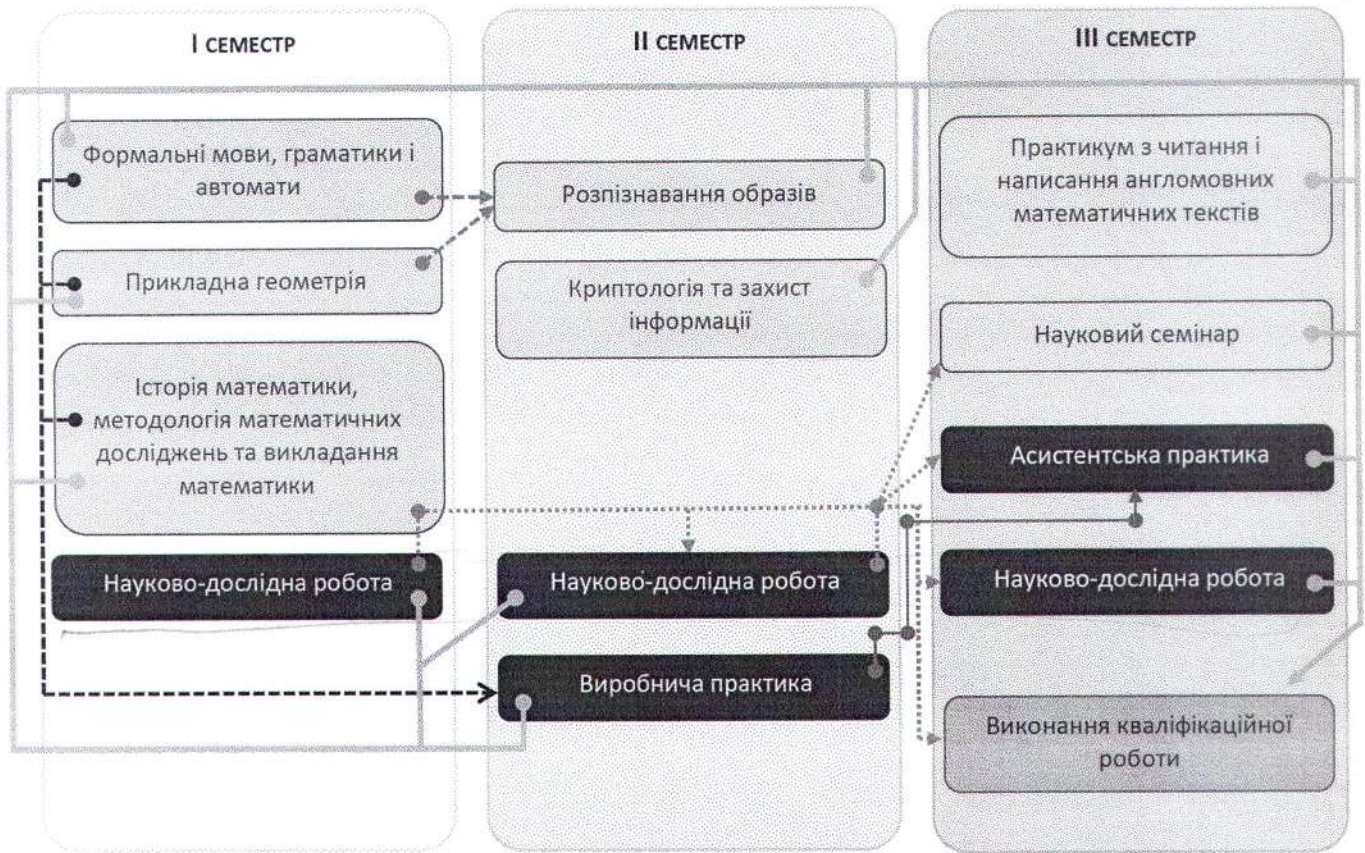 І СЕМЕСТР
Формальні мови, граматики і
автомати
Прикладна геометрія
Історія математики,
методологія математичних
досліджень та викладання
математики
Науково-дослідна робота
ІІ СЕМЕСТР
Розпізнавання образів
Криптологія та захист
інформації
Науково-дослідна робота
Виробнича практика
ІІІ СЕМЕСТР
Практикум з читання і
написання англомовних
математичних текстів
Науковий семінар
Асистентська практика
Науково-дослідна робота
Виконання кваліфікаційної
роботи